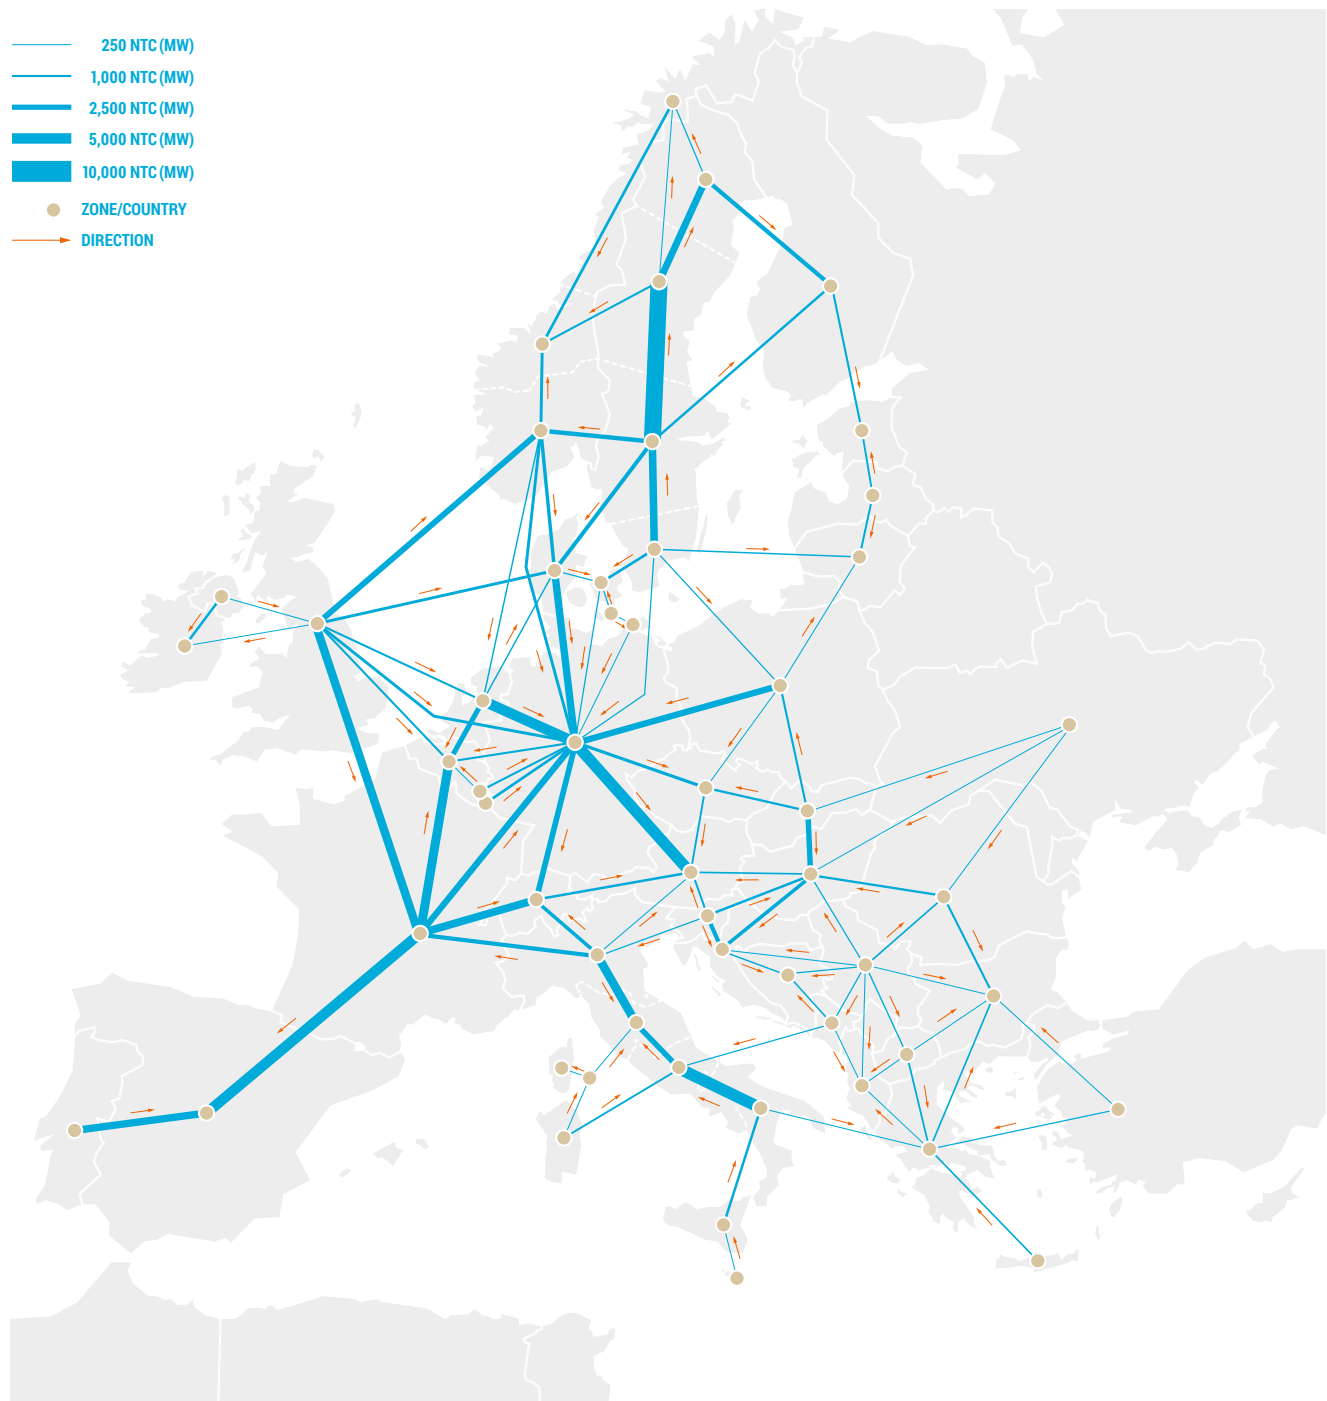 250 NTC (MW)
1,000 NTC (MW)
2,500 NTC (MW)
5,000 NTC (MW)
10,000 NTC (MW)
ZONE/COUNTRY
DIRECTION